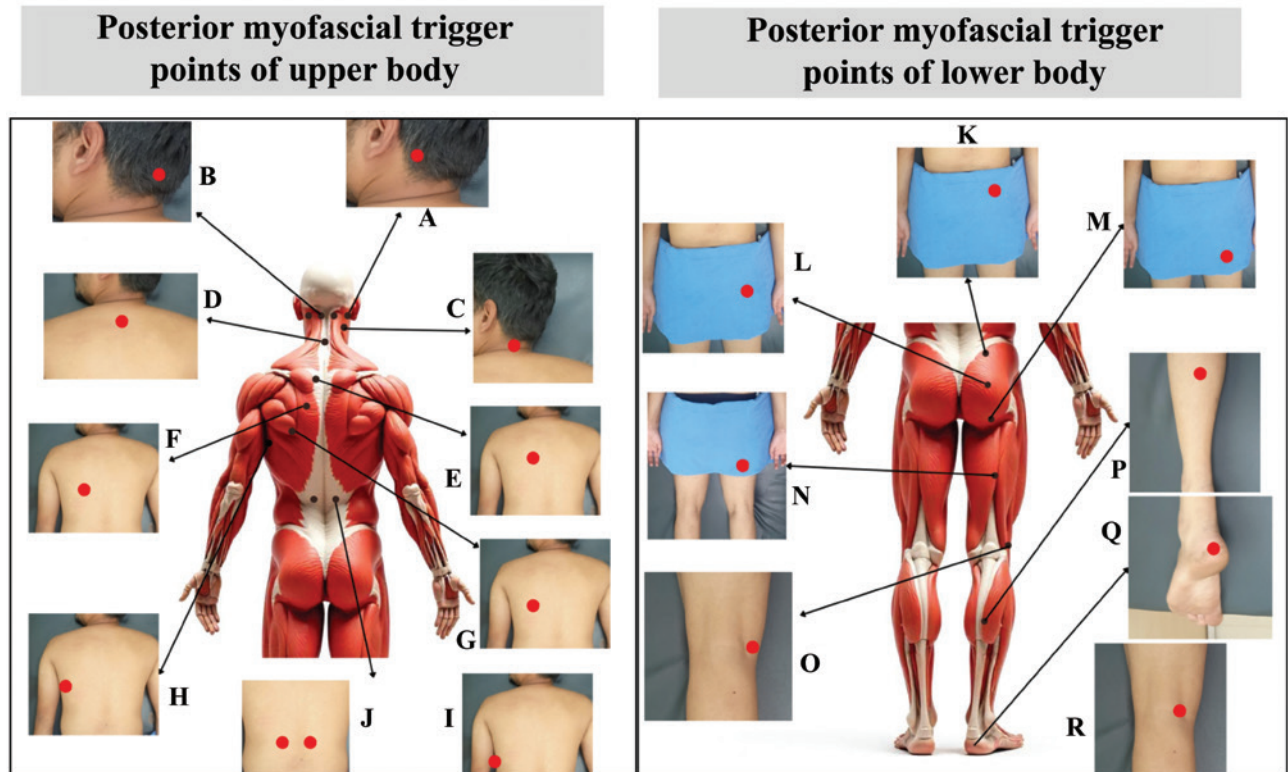 Posterior myofascial trigger
points of upper body
Posterior myofascial trigger
points of lower body
B
A
D
C
F
E
G
H
J
I
K
M
L
P
N
Q
O
R